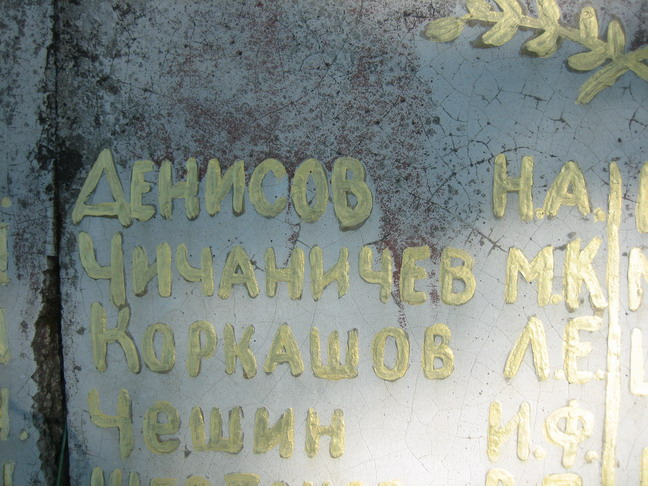 Денисов Н.А.
Чичаничев М.К.
Коркашов Л.Е.
Чешин И.Ф.